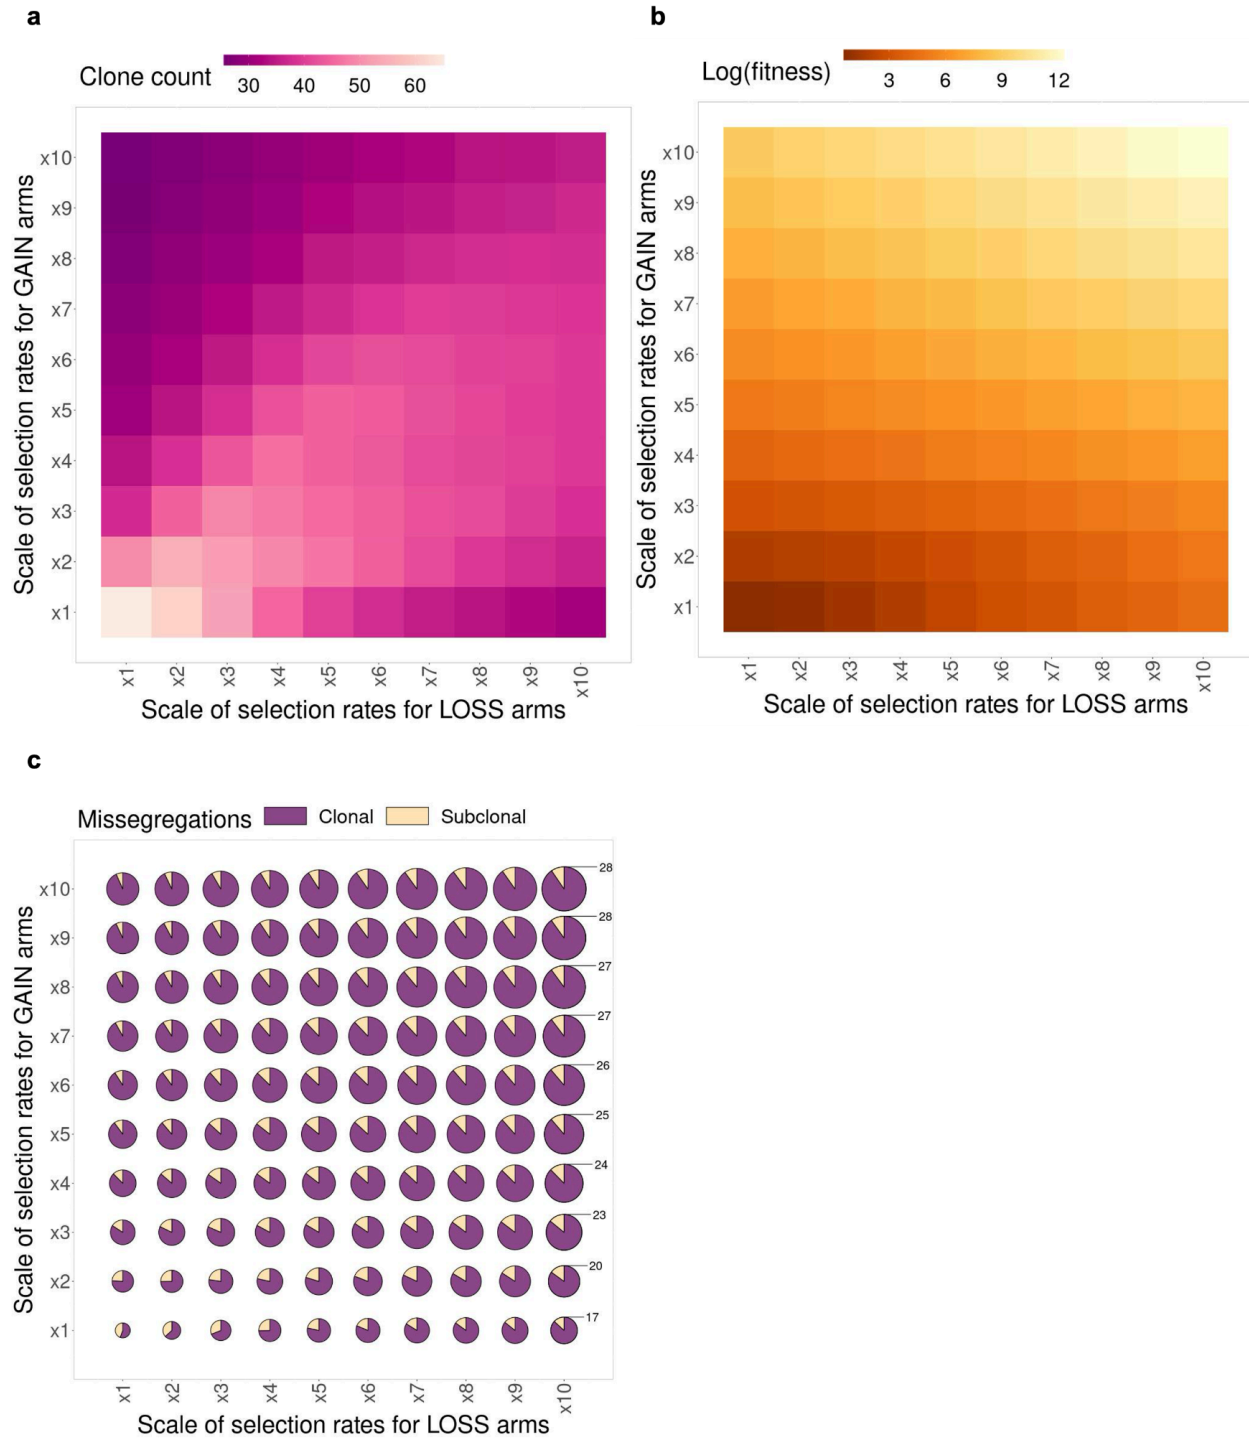 a
Clone count
30 40 50 60
Scale of selection rates for GAIN arms
x10
x9
x8
x7
x6
x5
x4
x3
x2
x1
x1 x2 x3 x4 x5 x6 x7 x8 x9 x10
Scale of selection rates for LOSS arms
b
Log(fitness)
3 6 9 12
Scale of selection rates for GAIN arms
x10
x9
x8
x7
x6
x5
x4
x3
x2
x1
x1 x2 x3 x4 x5 x6 x7 x8 x9 x10
Scale of selection rates for LOSS arms
c
Missegregations Clonal Subclonal
Scale of selection rates for GAIN arms
x10 28
x9 28
x8 27
x7 27
x6 26
x5 25
x4 24
x3 23
x2 20
x1 17
x1 x2 x3 x4 x5 x6 x7 x8 x9 x10
Scale of selection rates for LOSS arms